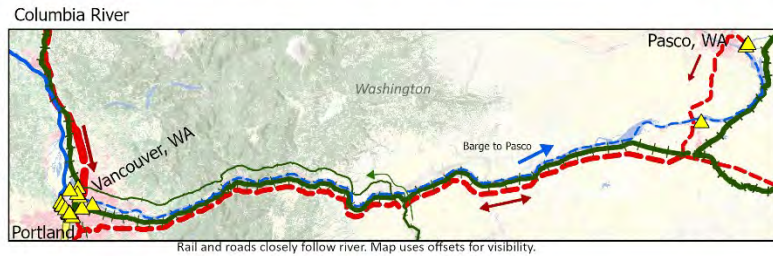 Columbia River
Pasco, WA
Washington
Vancouver, WA
Barge to Pasco
Portland
Rail and roads closely follow river. Map uses offsets for visibility.